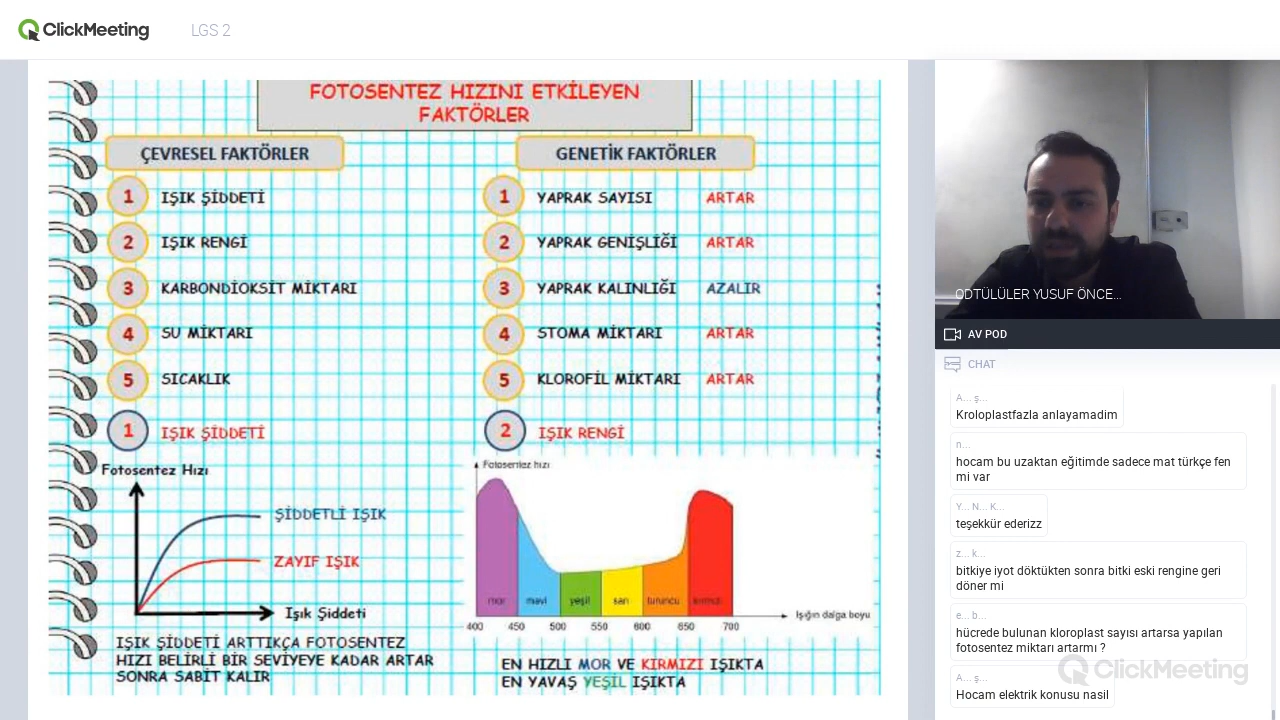 ClickMeeting
LGS 2
FOTOSENTEZ HIZINI ETKİLEYEN
FAKTÖRLER
ÇEVRESEL FAKTÖRLER
1 IŞIK ŞİDDETİ
2 IŞIK RENGİ
3 KARBONDİOKSİT MİKTARI
4 SU MİKTARI
5 SICAKLIK
GENETİK FAKTÖRLER
1 YAPRAK SAYISI ARTAR
2 YAPRAK GENİŞLİĞİ ARTAR
3 YAPRAK KALINLIĞI AZALIR
4 STOMA MİKTARI ARTAR
5 KLOROFİL MİKTARI ARTAR
1 IŞIK ŞİDDETİ
Fotosentez Hızı
ŞİDDETLİ IŞIK
ZAYIF IŞIK
Işık Şiddeti
IŞIK ŞİDDETİ ARTTIKÇA FOTOSENTEZ
HIZI BELİRLİ BİR SEVİYEYE KADAR ARTAR
SONRA SABİT KALIR
2 IŞIK RENGİ
Fotosentez hızı
mor mavi yeşil sarı turuncu kırmızı
Işığın dalga boyu
400 450 500 550 600 650 700
EN HIZLI MOR VE KIRMIZI IŞIKTA
EN YAVAŞ YEŞİL IŞIKTA
ODTÜLÜLER YUSUF ÖNCE...
AV POD
CHAT
A... ş...
Kroloplastfazla anlayamadim
n...
hocam bu uzaktan eğitimde sadece mat türkçe fen
mi var
Y... N... K...
teşekkür ederizz
z... k...
bitkiye iyot döktükten sonra bitki eski rengine geri
döner mi
e... b...
hücrede bulunan ploroplast sayısı artarsa yapılan
fotosentez miktarı artarmı ?
A... ş...
Hocam elektrik konusu nasil
ClickMeeting